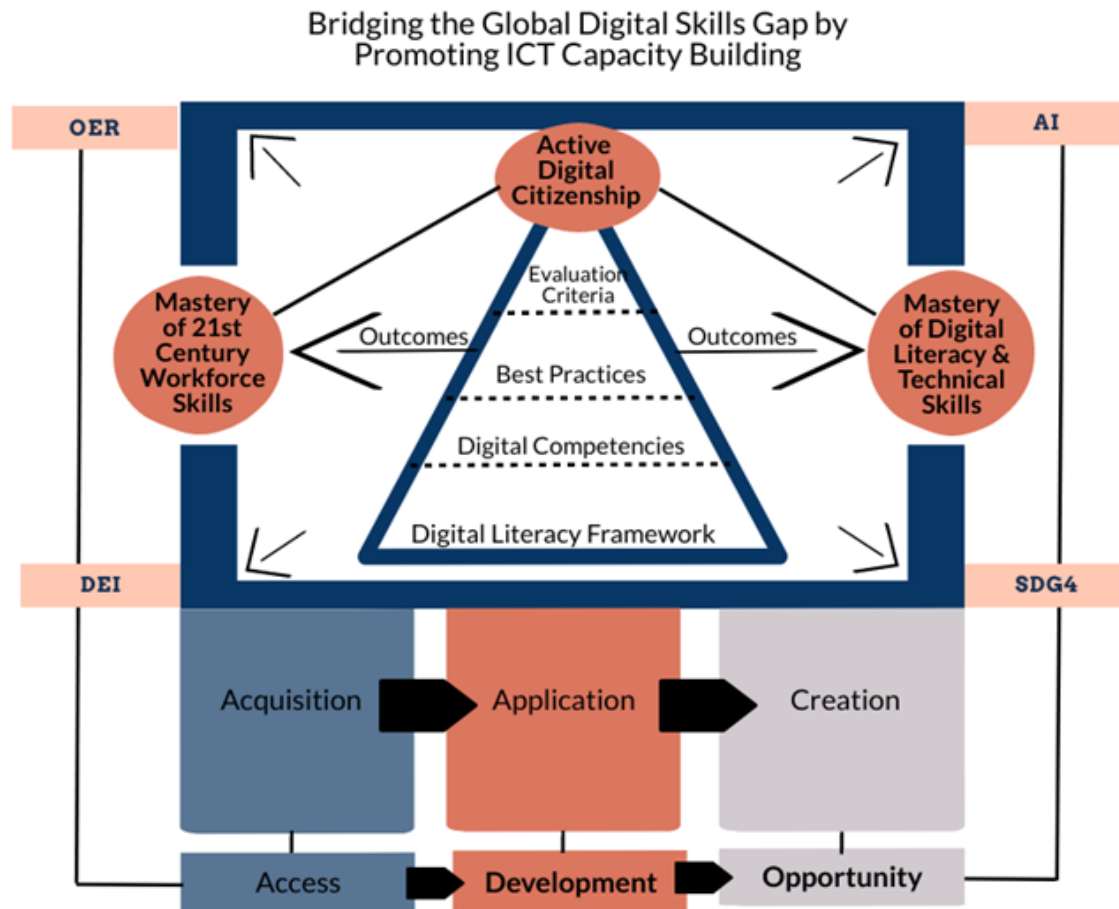 Bridging the Global Digital Skills Gap by
Promoting ICT Capacity Building
OER
AI
Active
Digital
Citizenship
Evaluation
Criteria
Mastery
of 21st
Century
Workforce
Skills
Outcomes
Outcomes
Mastery
of Digital
Literacy &
Technical
Skills
Best Practices
Digital Competencies
Digital Literacy Framework
DEI
SDG4
Acquisition
Application
Creation
Access
Development
Opportunity